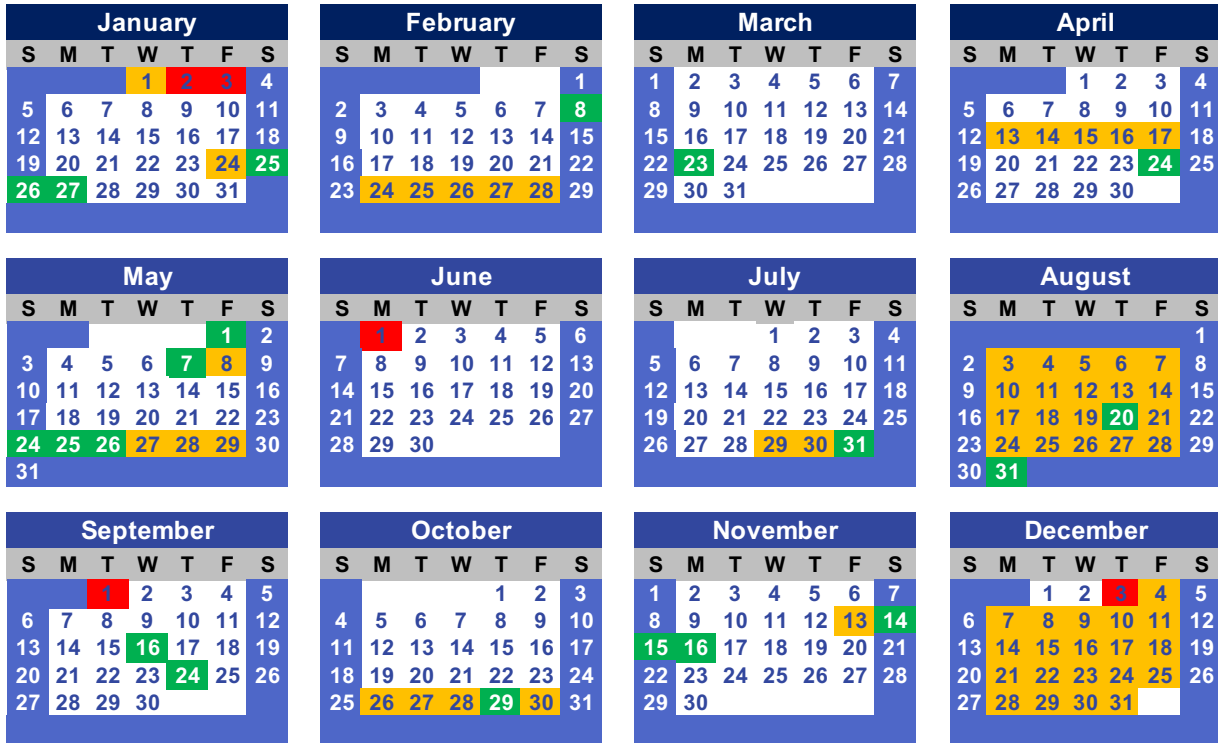 January
S M T W T F S
1 2 3 4
5 6 7 8 9 10 11
12 13 14 15 16 17 18
19 20 21 22 23 24 25
26 27 28 29 30 31
February
S M T W T F S
1
2 3 4 5 6 7 8
9 10 11 12 13 14 15
16 17 18 19 20 21 22
23 24 25 26 27 28 29
March
S M T W T F S
1 2 3 4 5 6 7
8 9 10 11 12 13 14
15 16 17 18 19 20 21
22 23 24 25 26 27 28
29 30 31
April
S M T W T F S
1 2 3 4
5 6 7 8 9 10 11
12 13 14 15 16 17 18
19 20 21 22 23 24 25
26 27 28 29 30
May
S M T W T F S
1 2
3 4 5 6 7 8 9
10 11 12 13 14 15 16
17 18 19 20 21 22 23
24 25 26 27 28 29 30
31
June
S M T W T F S
1 2 3 4 5 6
7 8 9 10 11 12 13
14 15 16 17 18 19 20
21 22 23 24 25 26 27
28 29 30
July
S M T W T F S
1 2 3 4
5 6 7 8 9 10 11
12 13 14 15 16 17 18
19 20 21 22 23 24 25
26 27 28 29 30 31
August
S M T W T F S
1
2 3 4 5 6 7 8
9 10 11 12 13 14 15
16 17 18 19 20 21 22
23 24 25 26 27 28 29
30 31
September
S M T W T F S
1 2 3 4 5
6 7 8 9 10 11 12
13 14 15 16 17 18 19
20 21 22 23 24 25 26
27 28 29 30
October
S M T W T F S
1 2 3
4 5 6 7 8 9 10
11 12 13 14 15 16 17
18 19 20 21 22 23 24
25 26 27 28 29 30 31
November
S M T W T F S
1 2 3 4 5 6 7
8 9 10 11 12 13 14
15 16 17 18 19 20 21
22 23 24 25 26 27 28
29 30
December
S M T W T F S
1 2 3 4 5
6 7 8 9 10 11 12
13 14 15 16 17 18 19
20 21 22 23 24 25 26
27 28 29 30 31